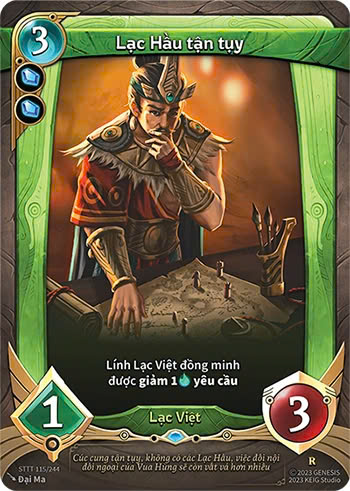 3
Lạc Hầu tận tụy
Lính Lạc Việt đồng minh
được giảm 1 yêu cầu
1
Lạc Việt
3
R
STTT 115/244
Đại Ma
Cúc cung tận tụy, không có các Lạc Hầu, việc đối nội
đối ngoại của Vua Hùng sẽ còn vất vả hơn nhiều
© 2023 GENESIS
2023 KEIG Studio